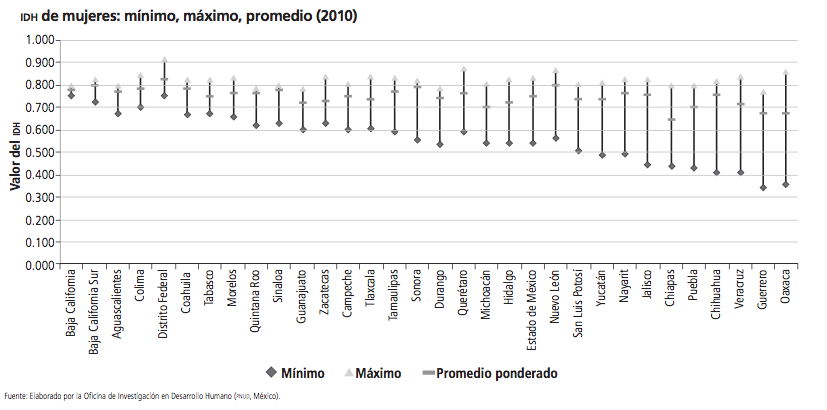 IDH de mujeres: mínimo, máximo, promedio (2010)
1.000
0.900
0.800
0.700
0.600
0.500
0.400
0.300
0.200
0.100
0.000
Valor del IDH
Baja California
Baja California Sur
Aguascalientes
Colima
Distrito Federal
Coahuila
Tabasco
Morelos
Quintana Roo
Sinaloa
Guanajuato
Zacatecas
Campeche
Tlaxcala
Tamaulipas
Sonora
Durango
Querétaro
Michoacán
Hidalgo
Estado de México
Nuevo León
San Luis Potosí
Yucatán
Nayarit
Jalisco
Chiapas
Puebla
Chihuahua
Veracruz
Guerrero
Oaxaca
Mínimo Máximo Promedio ponderado
Fuente: Elaborado por la Oficina de Investigación en Desarrollo Humano (PNUD, México).